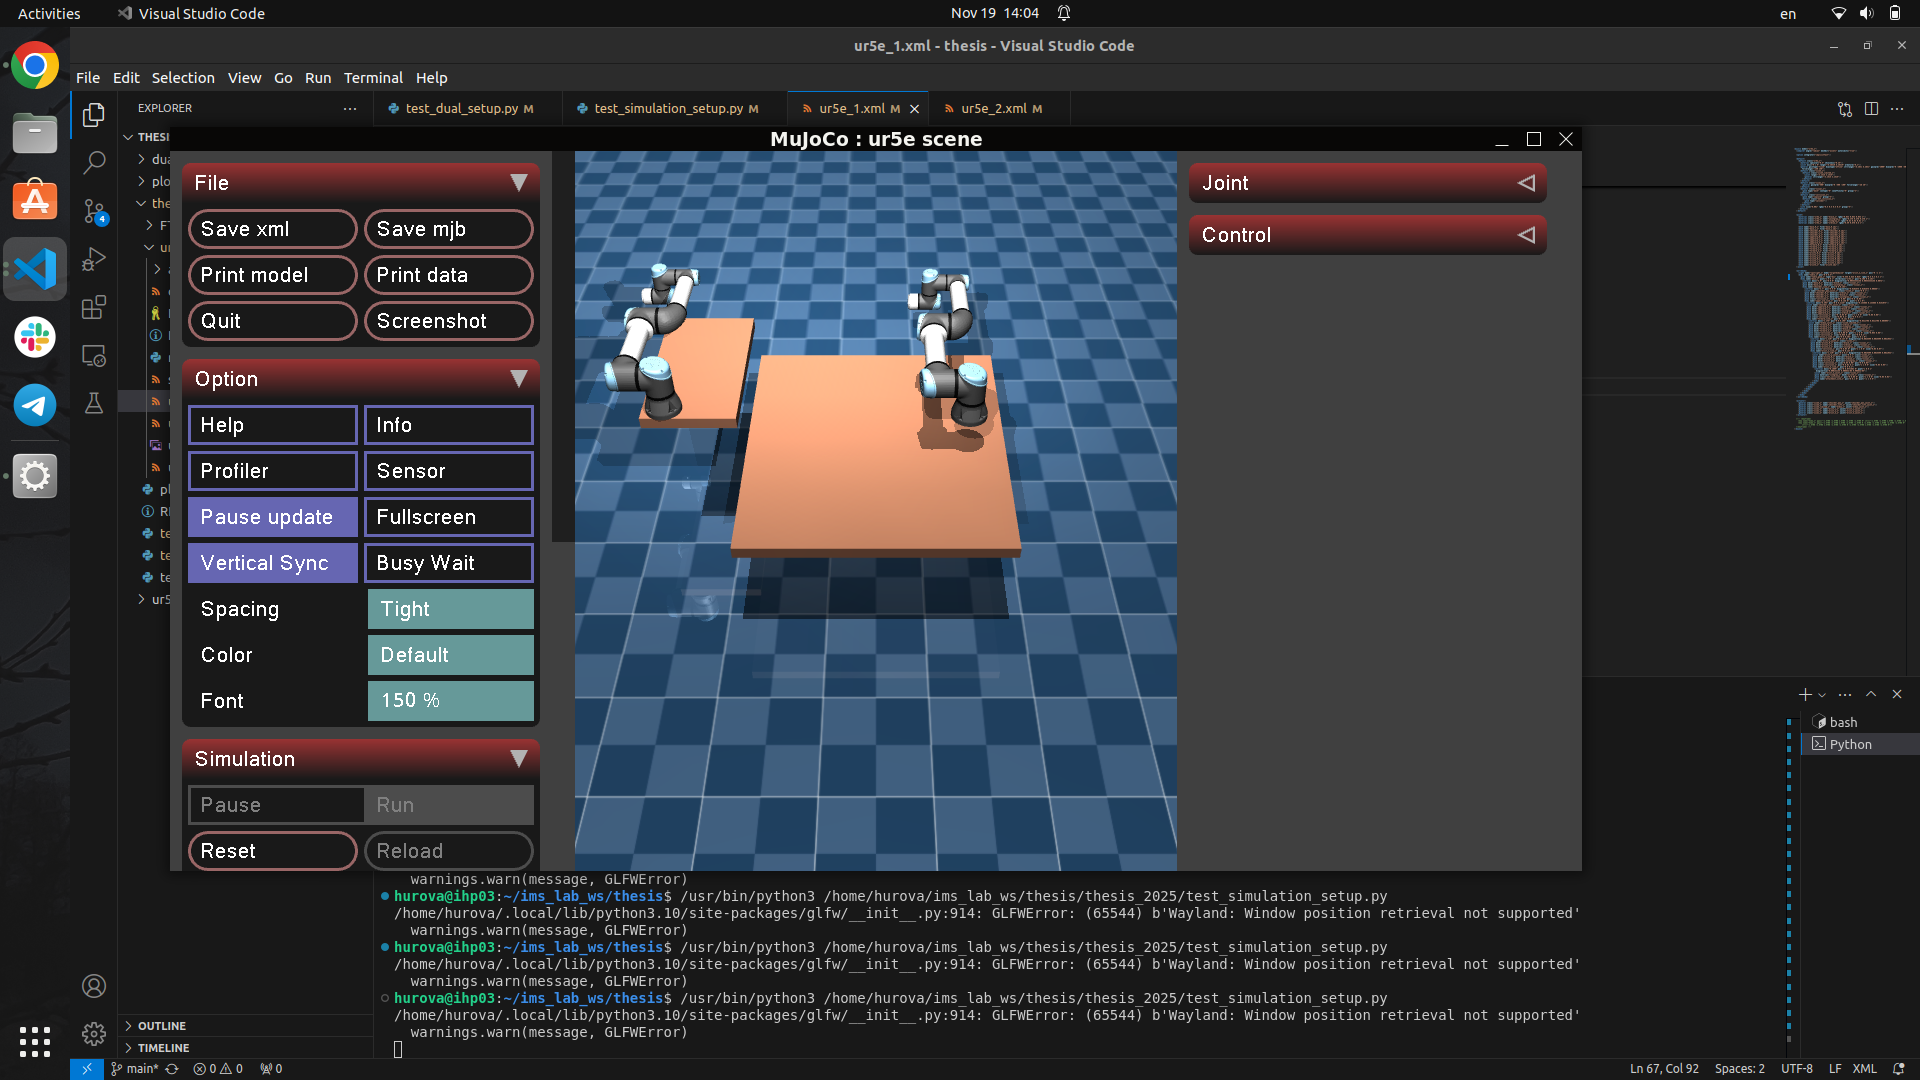 Activities
Visual Studio Code
Nov 19 14:04
en
ur5e_1.xml - thesis - Visual Studio Code
File Edit Selection View Go Run Terminal Help
EXPLORER
test_dual_setup.py M
test_simulation_setup.py M
ur5e_1.xml M
ur5e_2.xml M
THESI
dua
plo
the
F
ur
pl
RI
te
te
te
ur5
4
MuJoCo : ur5e scene
File
Save xml
Save mjb
Print model
Print data
Quit
Screenshot
Option
Help
Info
Profiler
Sensor
Pause update
Fullscreen
Vertical Sync
Busy Wait
Spacing
Tight
Color
Default
Font
150 %
Simulation
Pause
Run
Reset
Reload
Joint
Control
bash
Python
warnings.warn(message, GLFWError)
hurova@ihp03:~/ims_lab_ws/thesis$ /usr/bin/python3 /home/hurova/ims_lab_ws/thesis/thesis_2025/test_simulation_setup.py
/home/hurova/.local/lib/python3.10/site-packages/glfw/__init__.py:914: GLFWError: (65544) b'Wayland: Window position retrieval not supported'
warnings.warn(message, GLFWError)
hurova@ihp03:~/ims_lab_ws/thesis$ /usr/bin/python3 /home/hurova/ims_lab_ws/thesis/thesis_2025/test_simulation_setup.py
/home/hurova/.local/lib/python3.10/site-packages/glfw/__init__.py:914: GLFWError: (65544) b'Wayland: Window position retrieval not supported'
warnings.warn(message, GLFWError)
hurova@ihp03:~/ims_lab_ws/thesis$ /usr/bin/python3 /home/hurova/ims_lab_ws/thesis/thesis_2025/test_simulation_setup.py
/home/hurova/.local/lib/python3.10/site-packages/glfw/__init__.py:914: GLFWError: (65544) b'Wayland: Window position retrieval not supported'
warnings.warn(message, GLFWError)
OUTLINE
TIMELINE
main* 0 0 0
Ln 67, Col 92 Spaces: 2 UTF-8 LF XML